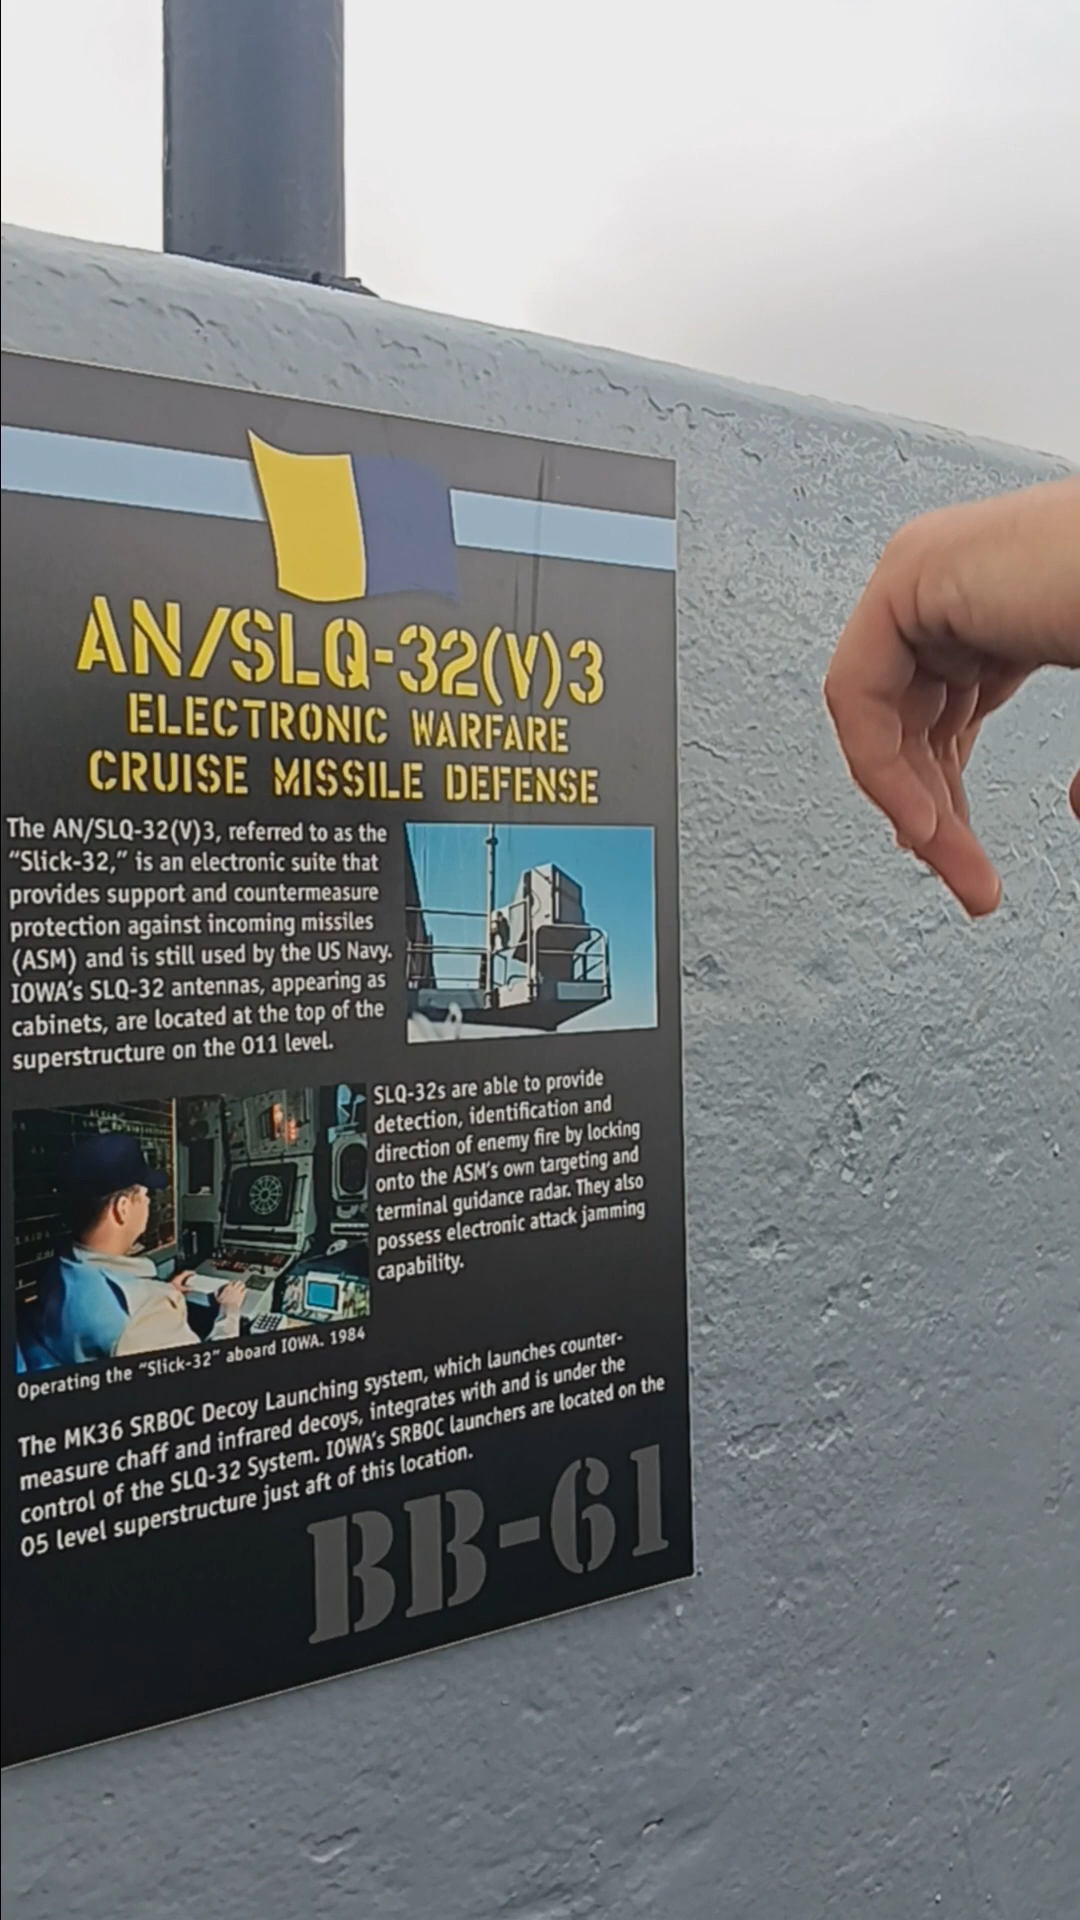 AN/SLQ-32(V)3
ELECTRONIC WARFARE
CRUISE MISSILE DEFENSE
The AN/SLQ-32(V)3, referred to as the
“Slick-32,” is an electronic suite that
provides support and countermeasure
protection against incoming missiles
(ASM) and is still used by the US Navy.
IOWA’s SLQ-32 antennas, appearing as
cabinets, are located at the top of the
superstructure on the 011 level.
SLQ-32s are able to provide
detection, identification and
direction of enemy fire by locking
onto the ASM’s own targeting and
terminal guidance radar. They also
possess electronic attack jamming
capability.
Operating the “Slick-32” aboard IOWA. 1984
The MK36 SRBOC Decoy Launching system, which launches counter-
measure chaff and infrared decoys, integrates with and is under the
control of the SLQ-32 System. IOWA’s SRBOC launchers are located on the
05 level superstructure just aft of this location.
BB-61